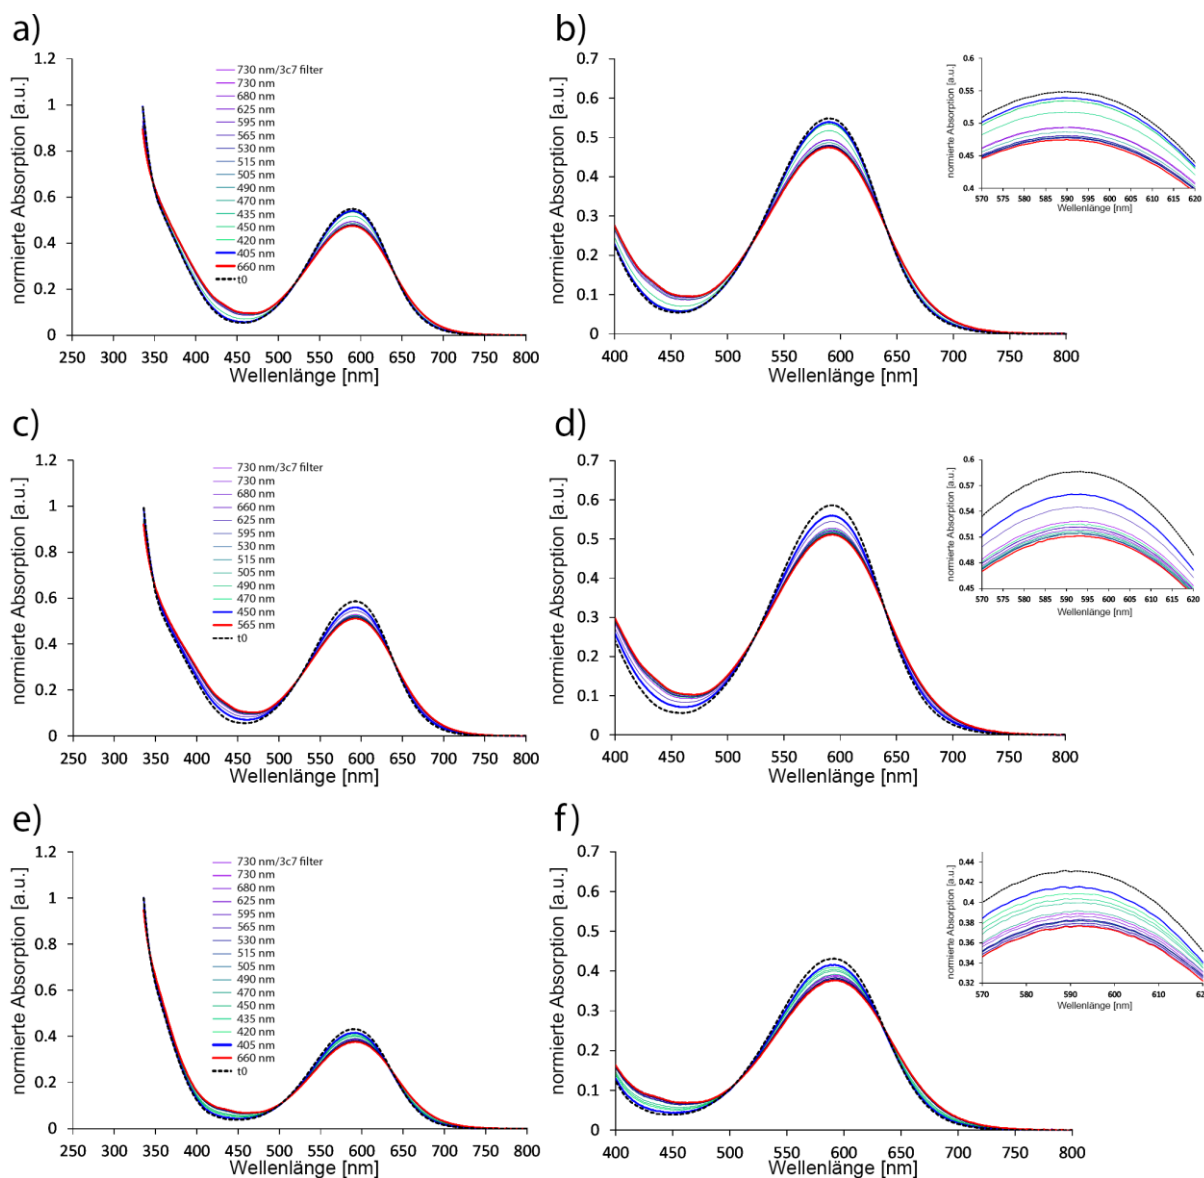 a)
normierte Absorption [a.u.]
1.2
1
0.8
0.6
0.4
0.2
0
250 300 350 400 450 500 550 600 650 700 750 800
Wellenlänge [nm]
730 nm/3c7 filter
730 nm
680 nm
625 nm
595 nm
565 nm
530 nm
515 nm
505 nm
490 nm
470 nm
435 nm
450 nm
420 nm
405 nm
660 nm
t0
b)
normierte Absorption [a.u.]
0.7
0.6
0.5
0.4
0.3
0.2
0.1
0
400 450 500 550 600 650 700 750 800
Wellenlänge [nm]
normierte Absorption [a.u.]
0.6
0.55
0.5
0.45
0.4
570 575 580 585 590 595 600 605 610 615 620
Wellenlänge [nm]
c)
normierte Absorption [a.u.]
1.2
1
0.8
0.6
0.4
0.2
0
250 300 350 400 450 500 550 600 650 700 750 800
Wellenlänge [nm]
730 nm/3c7 filter
730 nm
680 nm
660 nm
625 nm
595 nm
530 nm
515 nm
505 nm
490 nm
470 nm
450 nm
565 nm
t0
d)
normierte Absorption [a.u.]
0.7
0.6
0.5
0.4
0.3
0.2
0.1
0
400 450 500 550 600 650 700 750 800
Wellenlänge [nm]
normierte Absorption [a.u.]
0.6
0.57
0.54
0.51
0.48
0.45
570 575 580 585 590 595 600 605 610 615 620
Wellenlänge [nm]
e)
normierte Absorption [a.u.]
1.2
1
0.8
0.6
0.4
0.2
0
250 300 350 400 450 500 550 600 650 700 750 800
Wellenlänge [nm]
730 nm/3c7 filter
730 nm
680 nm
625 nm
595 nm
565 nm
530 nm
515 nm
505 nm
490 nm
470 nm
450 nm
435 nm
420 nm
405 nm
660 nm
t0
f)
normierte Absorption [a.u.]
0.7
0.6
0.5
0.4
0.3
0.2
0.1
0
400 450 500 550 600 650 700 750 800
Wellenlänge [nm]
normierte Absorption [a.u.]
0.44
0.42
0.4
0.38
0.36
0.34
0.32
570 580 590 600 610 62
Wellenlänge [nm]